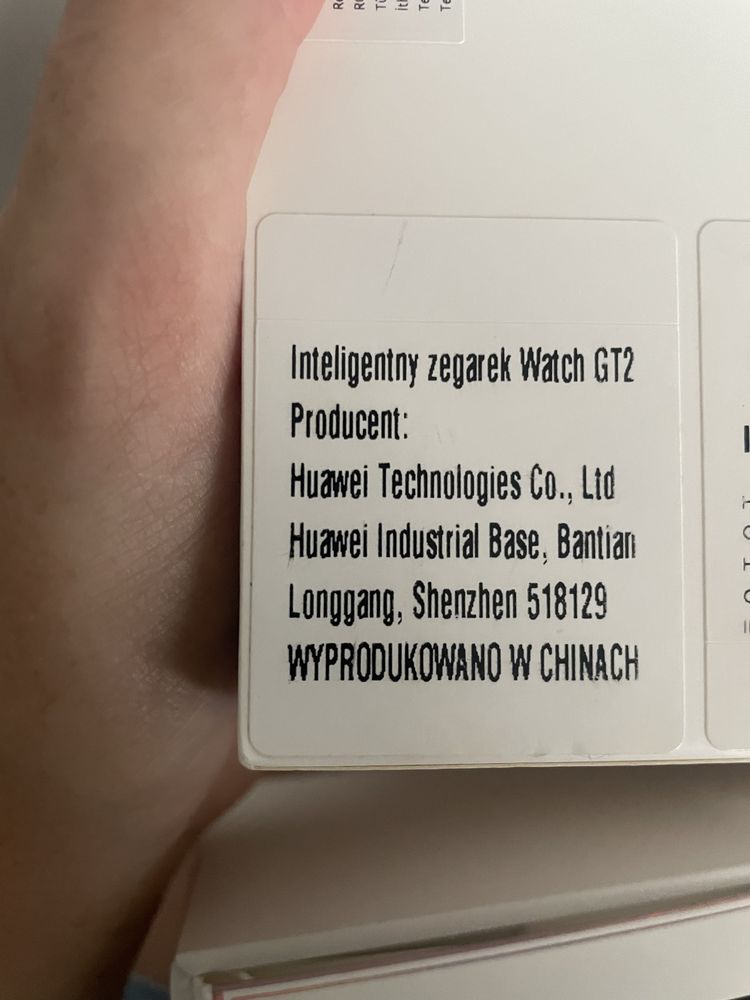 Inteligentny zegarek Watch GT2
Producent:
Huawei Technologies Co., Ltd
Huawei Industrial Base, Bantian
Longgang, Shenzhen 518129
WYPRODUKOWANO W CHINACH